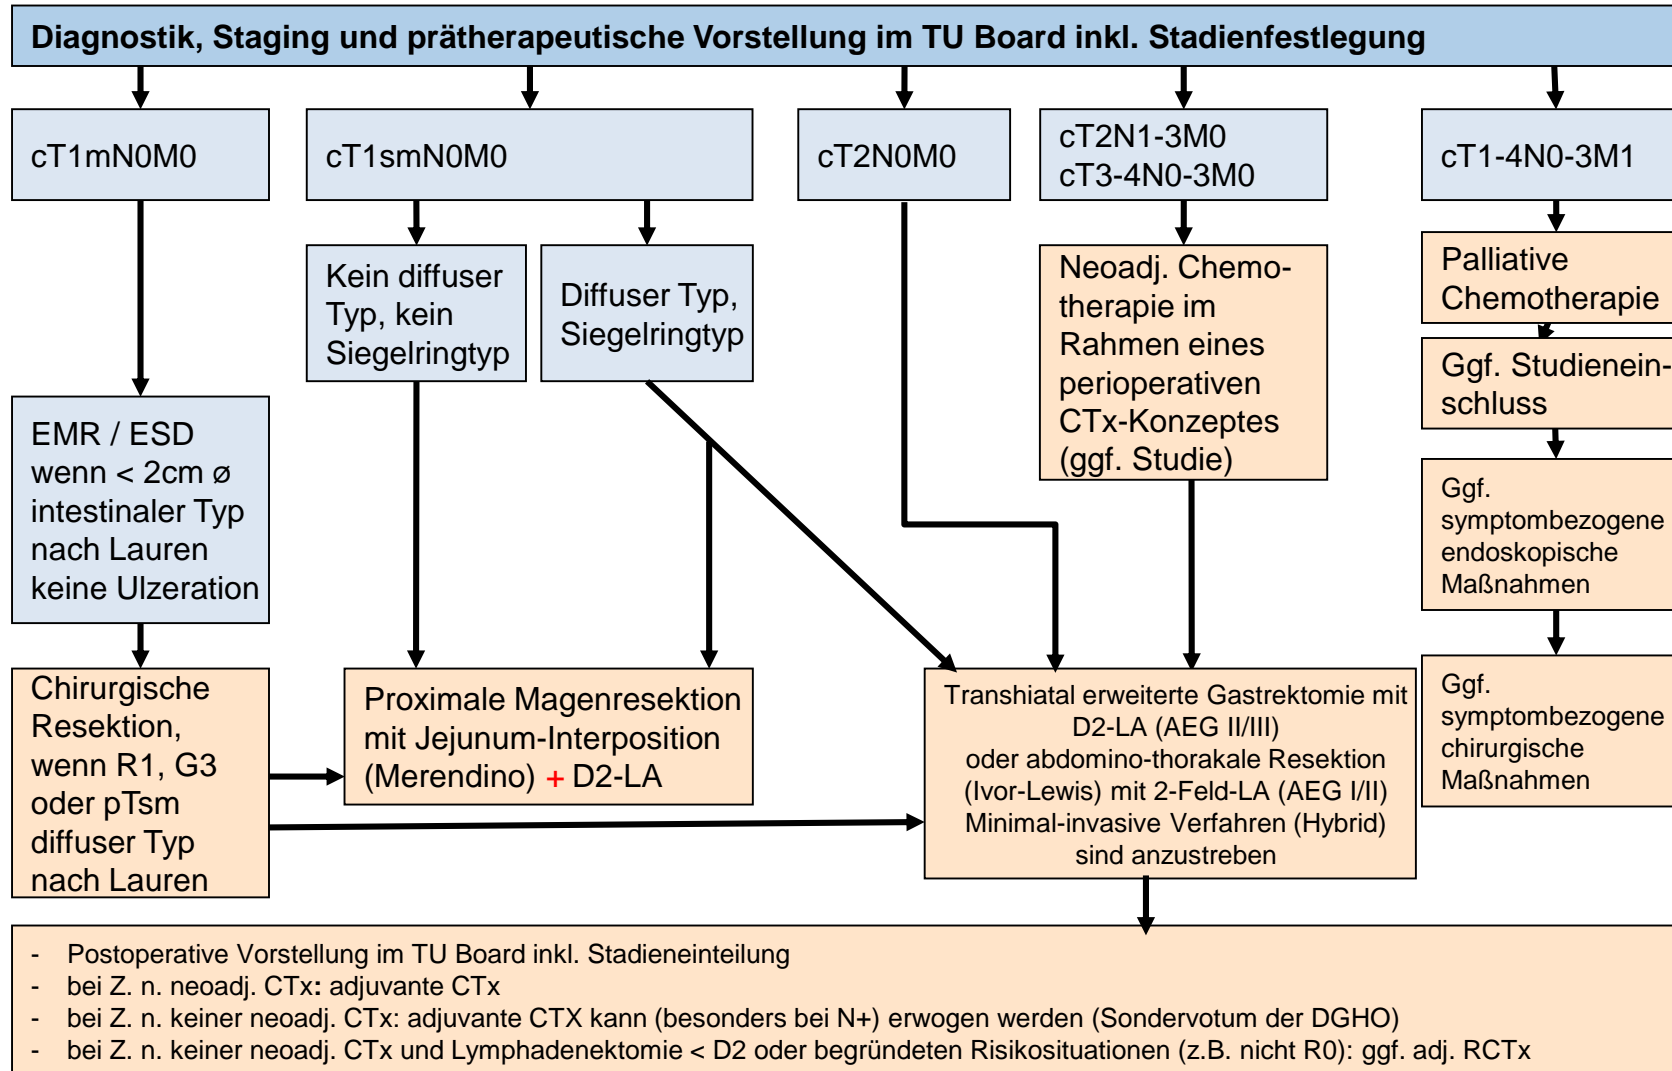 Diagnostik, Staging und prätherapeutische Vorstellung im TU Board inkl. Stadienfestlegung
cT1mN0M0
cT1smN0M0
cT2N0M0
cT2N1-3M0
cT3-4N0-3M0
cT1-4N0-3M1
Kein diffuser
Typ, kein
Siegelringtyp
Diffuser Typ,
Siegelringtyp
Neoadj. Chemo-
therapie im
Rahmen eines
perioperativen
CTx-Konzeptes
(ggf. Studie)
Palliative
Chemotherapie
Ggf. Studienein-
schluss
EMR / ESD
wenn < 2cm ø
intestinaler Typ
nach Lauren
keine Ulzeration
Ggf.
symptombezogene
endoskopische
Maßnahmen
Chirurgische
Resektion,
wenn R1, G3
oder pTsm
diffuser Typ
nach Lauren
Proximale Magenresektion
mit Jejunum-Interposition
(Merendino) + D2-LA
Transhiatal erweiterte Gastrektomie mit
D2-LA (AEG II/III)
oder abdomino-thorakale Resektion
(Ivor-Lewis) mit 2-Feld-LA (AEG I/II)
Minimal-invasive Verfahren (Hybrid)
sind anzustreben
Ggf.
symptombezogene
chirurgische
Maßnahmen
- Postoperative Vorstellung im TU Board inkl. Stadieneinteilung
- bei Z. n. neoadj. CTx: adjuvante CTx
- bei Z. n. keiner neoadj. CTx: adjuvante CTX kann (besonders bei N+) erwogen werden (Sondervotum der DGHO)
- bei Z. n. keiner neoadj. CTx und Lymphadenektomie < D2 oder begründeten Risikosituationen (z.B. nicht R0): ggf. adj. RCTx